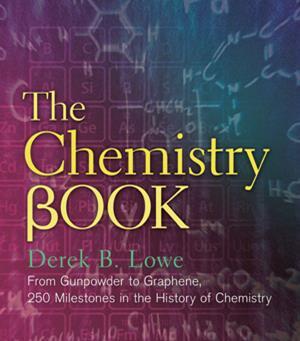 The
Chemistry
βOOK
Derek B. Lowe
From Gunpowder to Graphene,
250 Milestones in the History of Chemistry